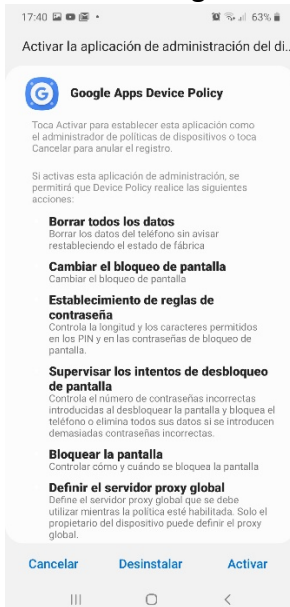 17:40 63%
Activar la aplicación de administración del di..
Google Apps Device Policy
Toca Activar para establecer esta aplicación como
el administrador de políticas de dispositivos o toca
Cancelar para anular el registro.
Si activas esta aplicación de administración, se
permitirá que Device Policy realice las siguientes
acciones:
Borrar todos los datos
Borrar los datos del teléfono sin avisar
restableciendo el estado de fábrica
Cambiar el bloqueo de pantalla
Cambiar el bloqueo de pantalla
Establecimiento de reglas de
contraseña
Controla la longitud y los caracteres permitidos
en los PIN y en las contraseñas de bloqueo de
pantalla.
Supervisar los intentos de desbloqueo
de pantalla
Controla el número de contraseñas incorrectas
introducidas al desbloquear la pantalla y bloquea el
teléfono o elimina todos sus datos si se introducen
demasiadas contraseñas incorrectas.
Bloquear la pantalla
Controlar cómo y cuándo se bloquea la pantalla
Definir el servidor proxy global
Define el servidor proxy global que se debe
utilizar mientras la política esté habilitada. Solo el
propietario del dispositivo puede definir el proxy
global.
Cancelar Desinstalar Activar